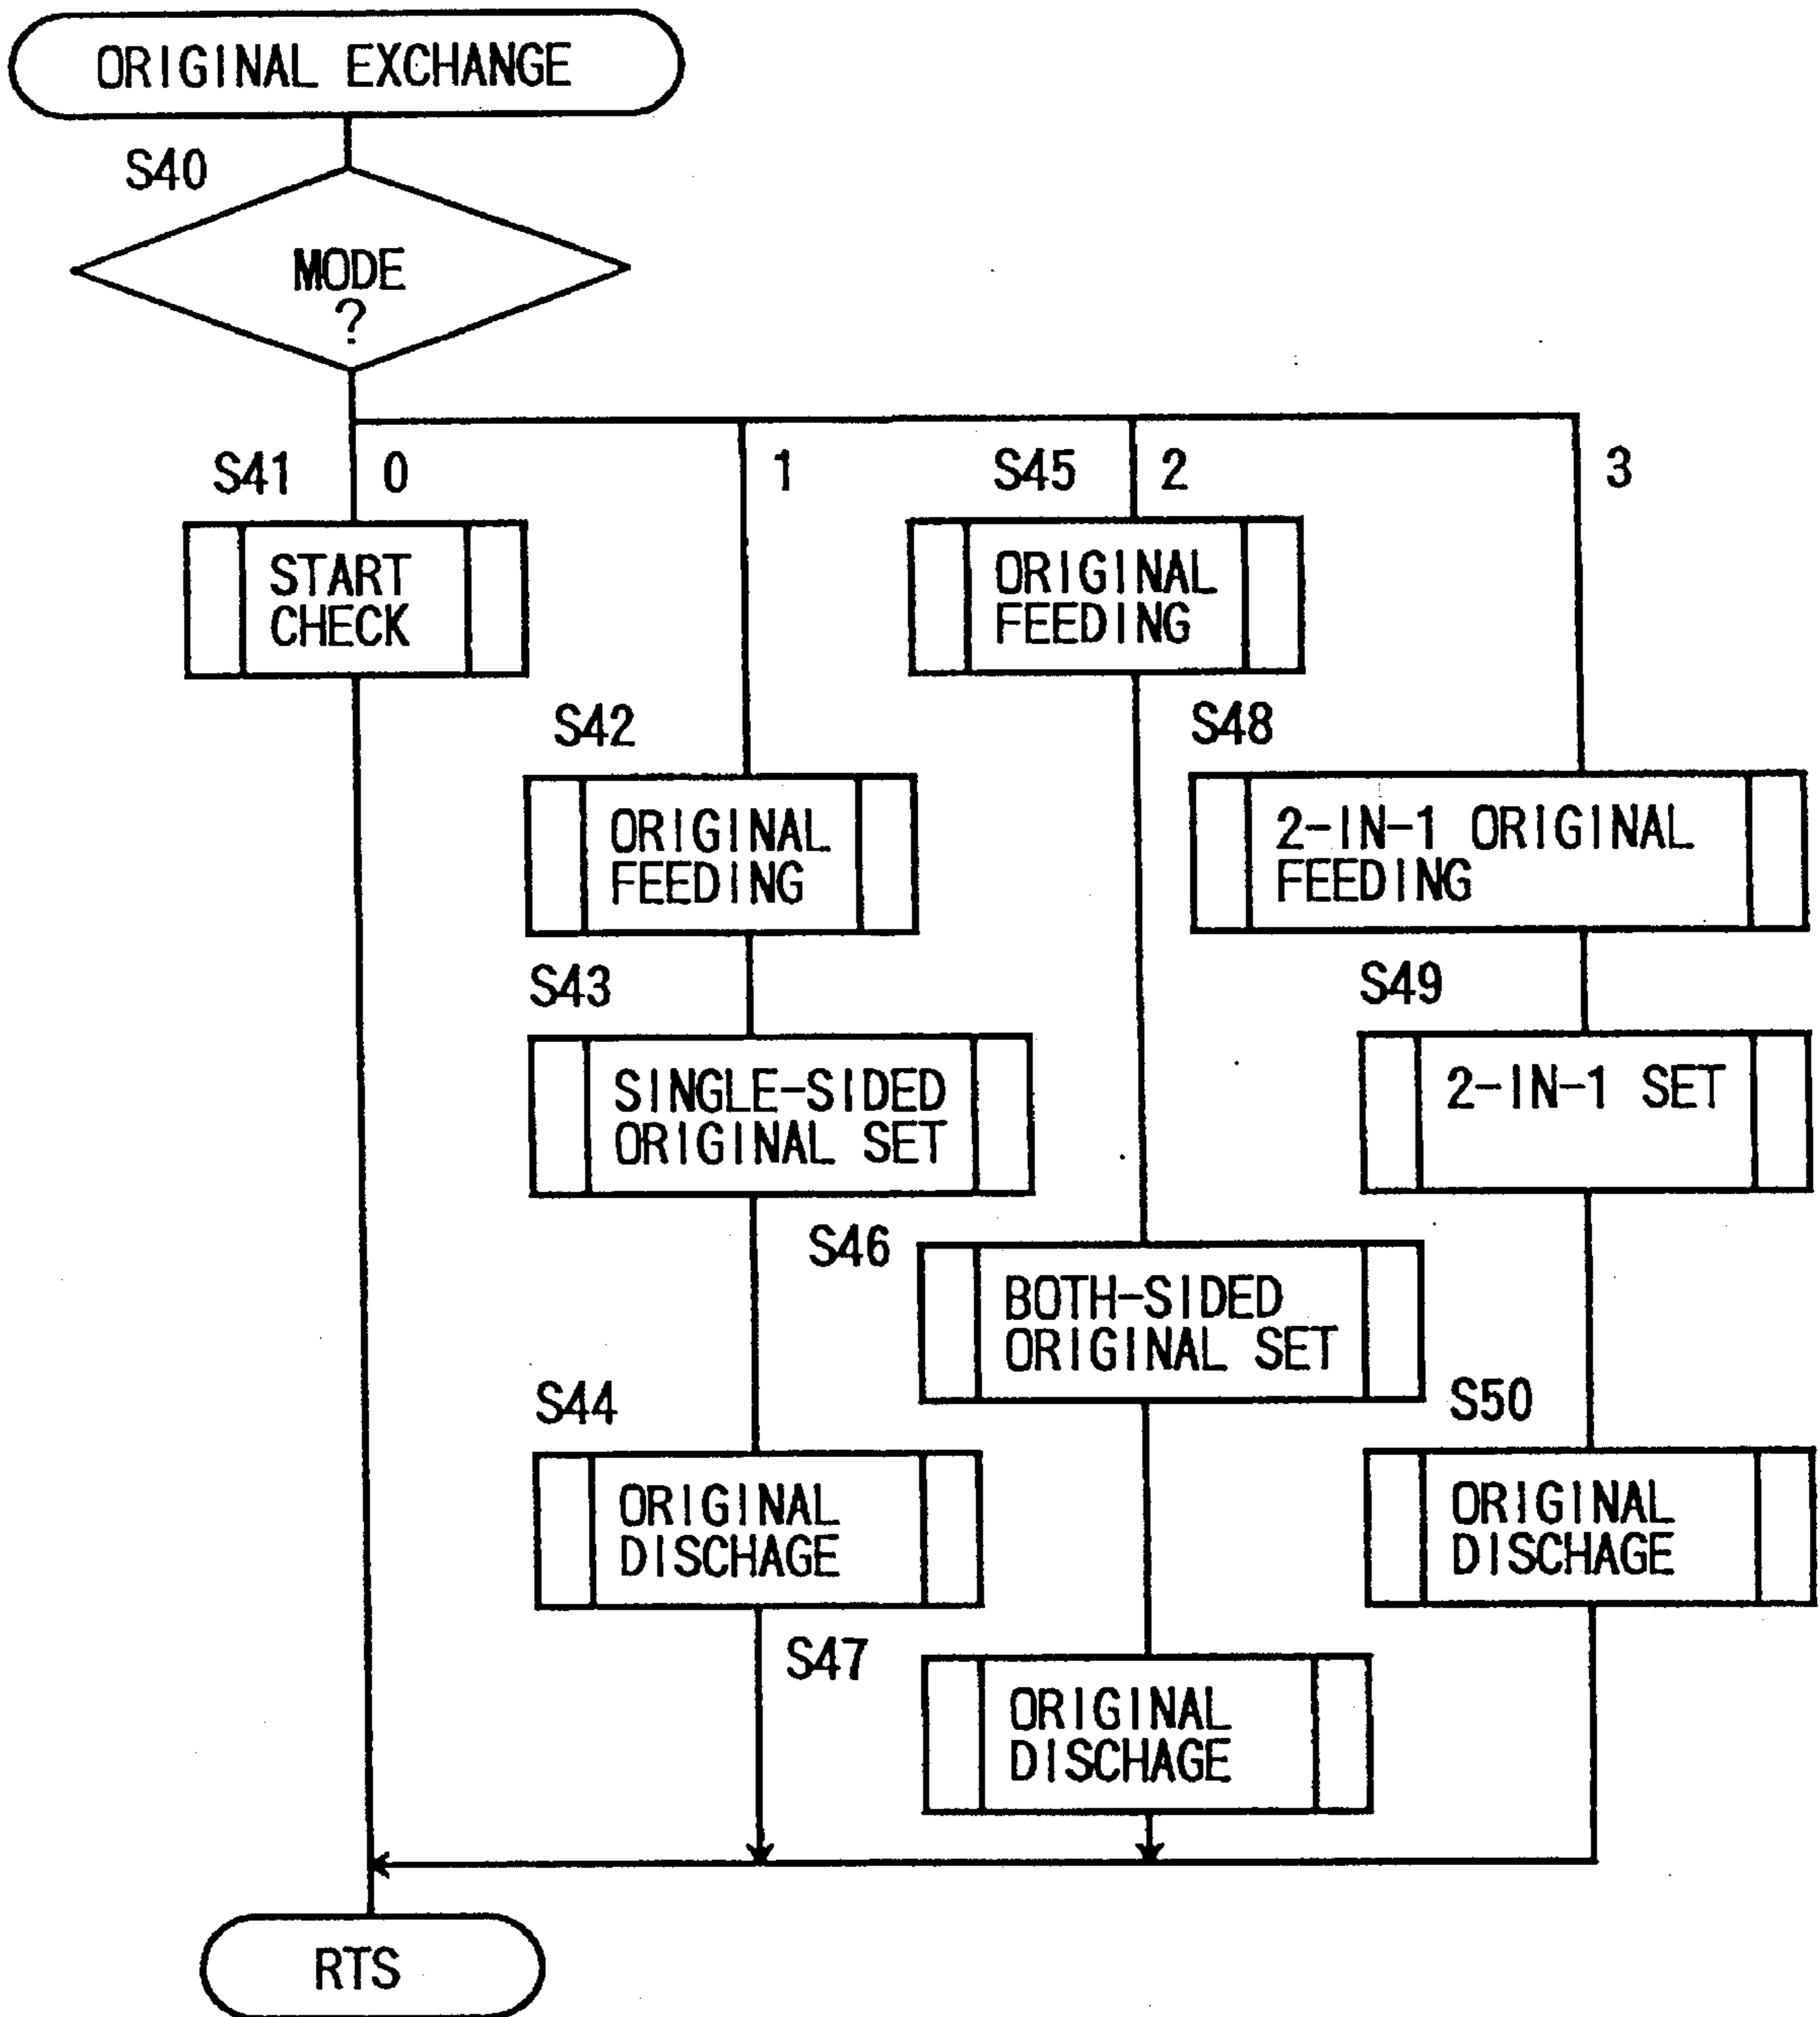 ORIGINAL EXCHANGE
S40
MODE
?
S41
0
1
S45
2
3
START
CHECK
ORIGINAL
FEEDING
S42
S48
ORIGINAL
FEEDING
2-IN-1 ORIGINAL
FEEDING
S43
S49
SINGLE-SIDED
ORIGINAL SET
2-IN-1 SET
S46
BOTH-SIDED
ORIGINAL SET
S44
S50
ORIGINAL
DISCHAGE
ORIGINAL
DISCHAGE
S47
ORIGINAL
DISCHAGE
RTS